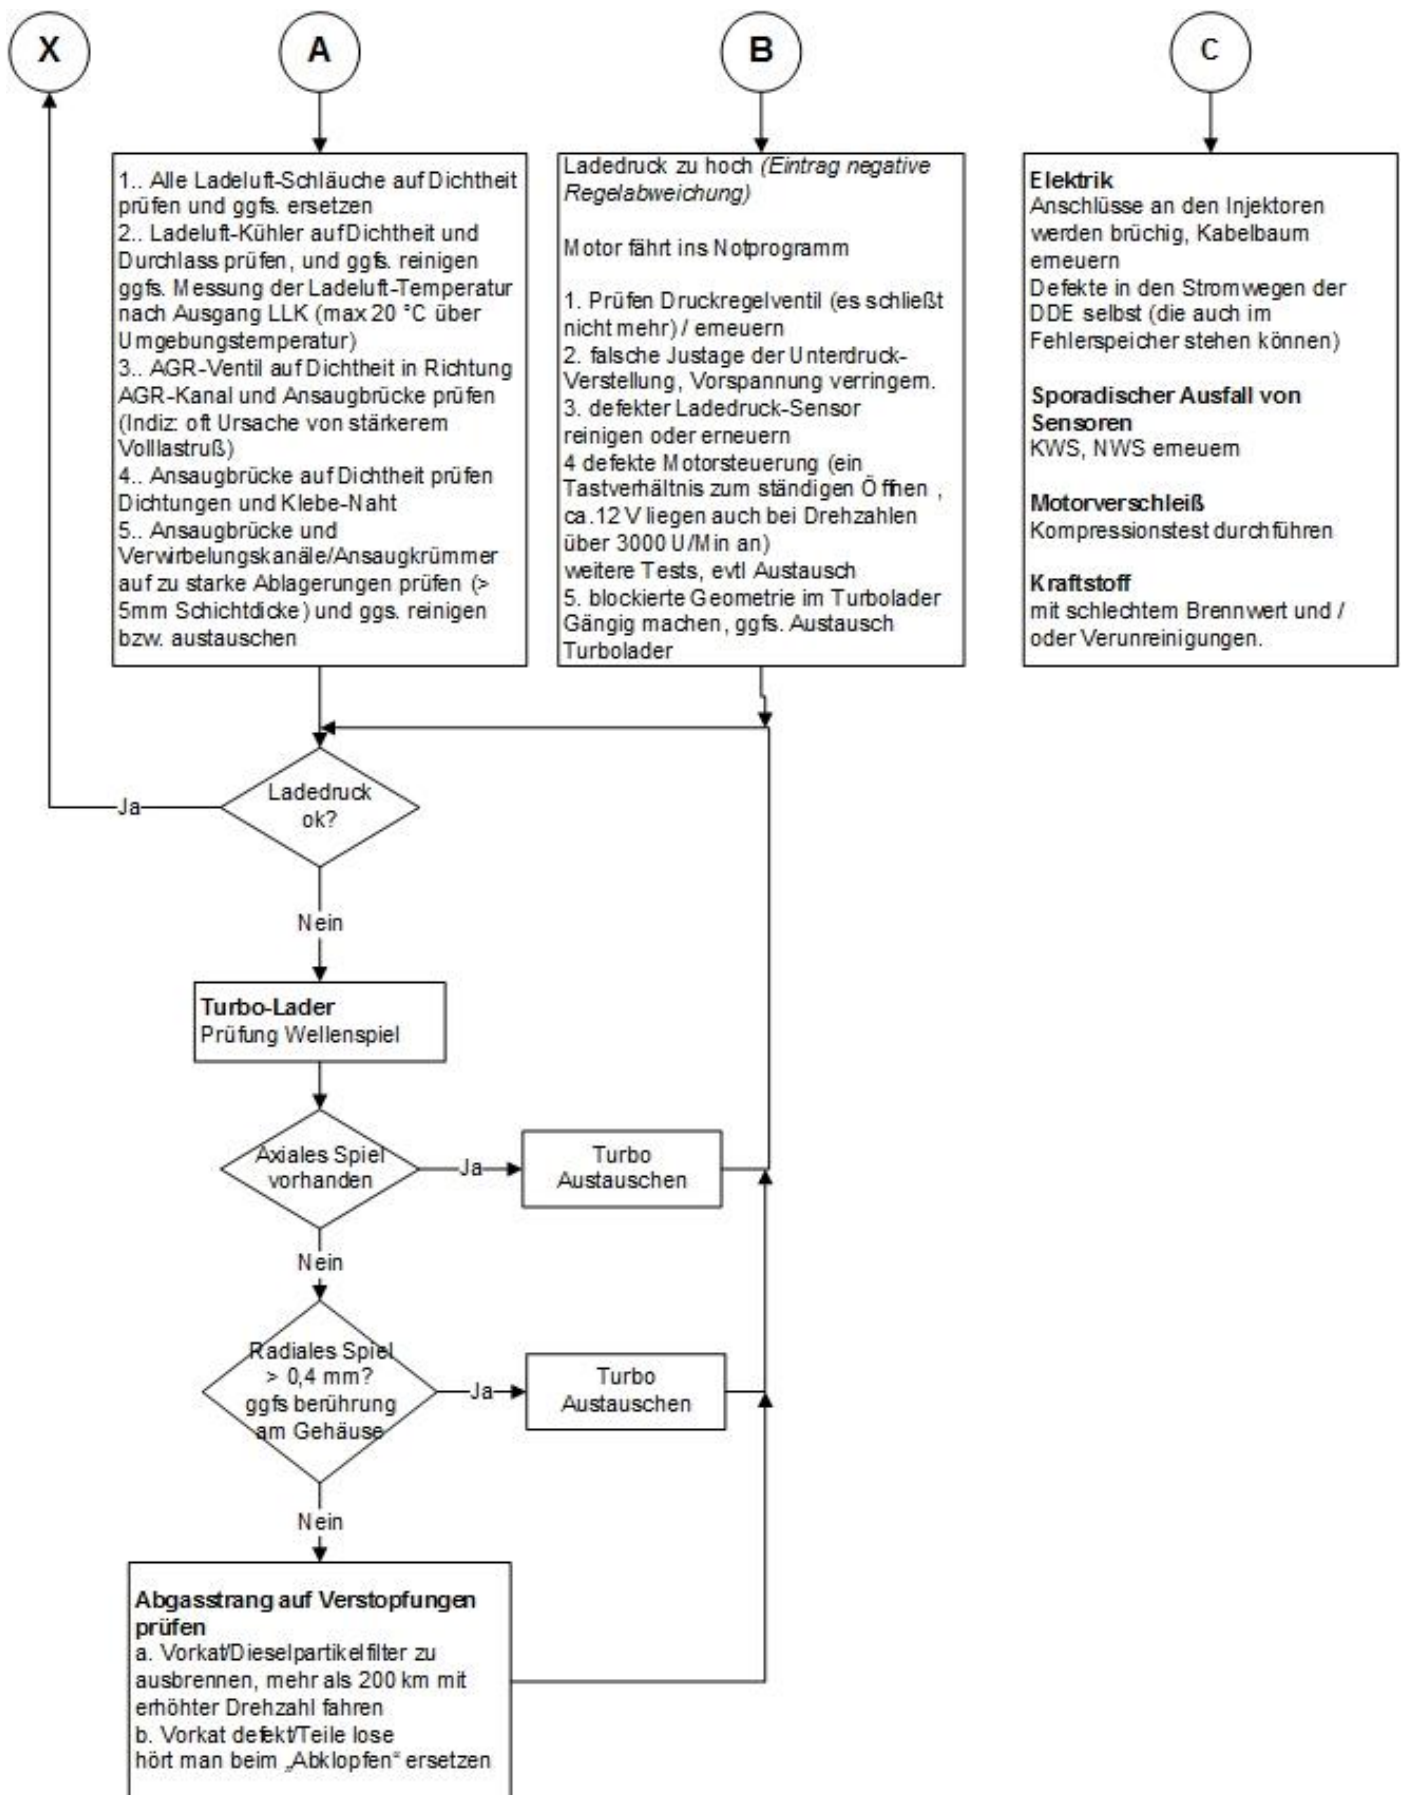 X
A
B
C
1.. Alle Ladeluft-Schläuche auf Dichtheit
prüfen und ggfs. ersetzen
2.. Ladeluft-Kühler auf Dichtheit und
Durchlass prüfen, und ggfs. reinigen
ggfs. Messung der Ladeluft-Temperatur
nach Ausgang LLK (max 20 °C über
Umgebungstemperatur)
3.. AGR-Ventil auf Dichtheit in Richtung
AGR-Kanal und Ansaugbrücke prüfen
(Indiz: oft Ursache von stärkerem
Volllastruß)
4.. Ansaugbrücke auf Dichtheit prüfen
Dichtungen und Klebe-Naht
5.. Ansaugbrücke und
Verwirbelungskanäle/Ansaugkrümmer
auf zu starke Ablagerungen prüfen (>
5mm Schichtdicke) und ggs. reinigen
bzw. austauschen
Ladedruck zu hoch (Eintrag negative
Regelabweichung)
Motor fährt ins Notprogramm
1. Prüfen Druckregelventil (es schließt
nicht mehr) / erneuern
2. falsche Justage der Unterdruck-
Verstellung, Vorspannung verringern.
3. defekter Ladedruck-Sensor
reinigen oder erneuern
4 defekte Motorsteuerung (ein
Tastverhältnis zum ständigen Öffnen ,
ca.12 V liegen auch bei Drehzahlen
über 3000 U/Min an)
weitere Tests, evtl Austausch
5. blockierte Geometrie im Turbolader
Gängig machen, ggfs. Austausch
Turbolader
Elektrik
Anschlüsse an den Injektoren
werden brüchig, Kabelbaum
erneuern
Defekte in den Stromwegen der
DDE selbst (die auch im
Fehlerspeicher stehen können)
Sporadischer Ausfall von
Sensoren
KWS, NWS erneuern
Motorverschleiß
Kompressionstest durchführen
Kraftstoff
mit schlechtem Brennwert und /
oder Verunreinigungen.
Ladedruck
ok?
Ja
Nein
Turbo-Lader
Prüfung Wellenspiel
Axiales Spiel
vorhanden
Ja
Turbo
Austauschen
Nein
Radiales Spiel
> 0,4 mm?
ggfs berührung
am Gehäuse
Ja
Turbo
Austauschen
Nein
Abgasstrang auf Verstopfungen
prüfen
a. Vorkat/Dieselpartikelfilter zu
ausbrennen, mehr als 200 km mit
erhöhter Drehzahl fahren
b. Vorkat defekt/Teile lose
hört man beim „Abklopfen“ ersetzen